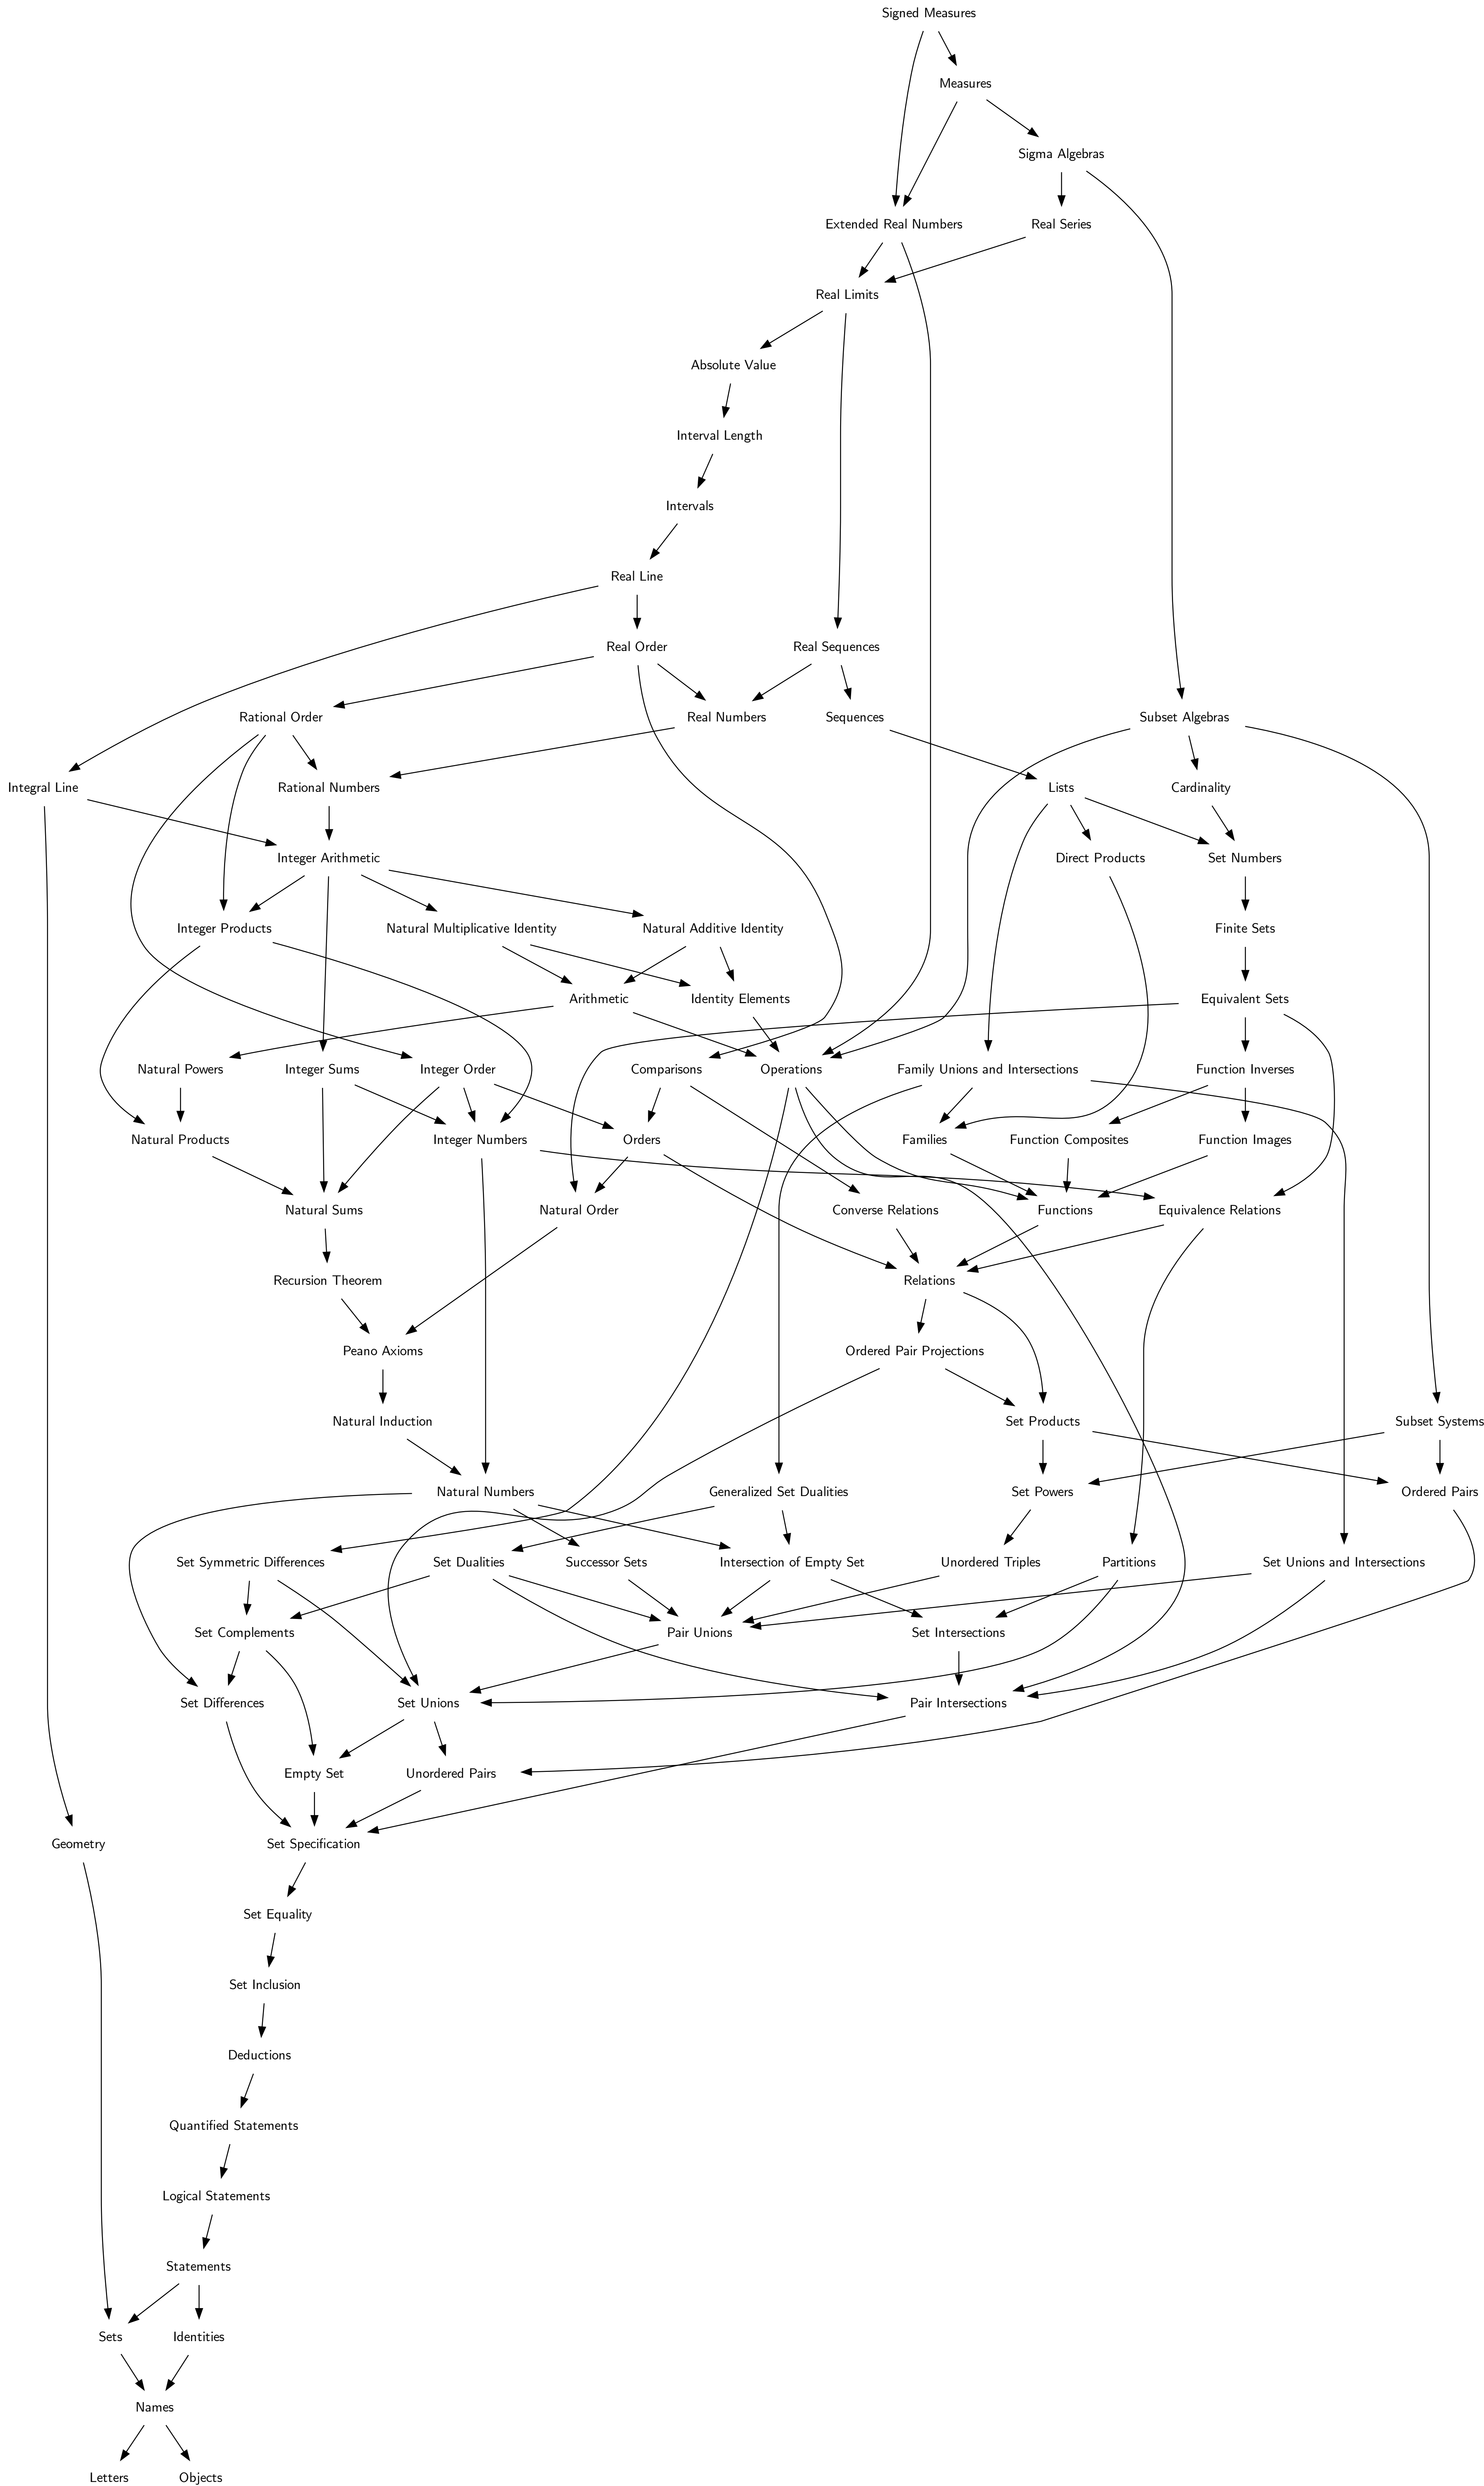 Signed Measures
Measures
Sigma Algebras
Extended Real Numbers
Real Series
Real Limits
Absolute Value
Interval Length
Intervals
Real Line
Real Order
Real Sequences
Rational Order
Real Numbers
Sequences
Subset Algebras
Integral Line
Rational Numbers
Lists
Cardinality
Integer Arithmetic
Direct Products
Set Numbers
Integer Products
Natural Multiplicative Identity
Natural Additive Identity
Finite Sets
Arithmetic
Identity Elements
Equivalent Sets
Natural Powers
Integer Sums
Integer Order
Comparisons
Operations
Family Unions and Intersections
Function Inverses
Natural Products
Integer Numbers
Orders
Families
Function Composites
Function Images
Natural Sums
Natural Order
Converse Relations
Functions
Equivalence Relations
Recursion Theorem
Relations
Peano Axioms
Ordered Pair Projections
Natural Induction
Set Products
Subset Systems
Natural Numbers
Generalized Set Dualities
Set Powers
Ordered Pairs
Set Symmetric Differences
Set Dualities
Successor Sets
Intersection of Empty Set
Unordered Triples
Partitions
Set Unions and Intersections
Set Complements
Pair Unions
Set Intersections
Set Differences
Set Unions
Pair Intersections
Empty Set
Unordered Pairs
Geometry
Set Specification
Set Equality
Set Inclusion
Deductions
Quantified Statements
Logical Statements
Statements
Sets
Identities
Names
Letters
Objects